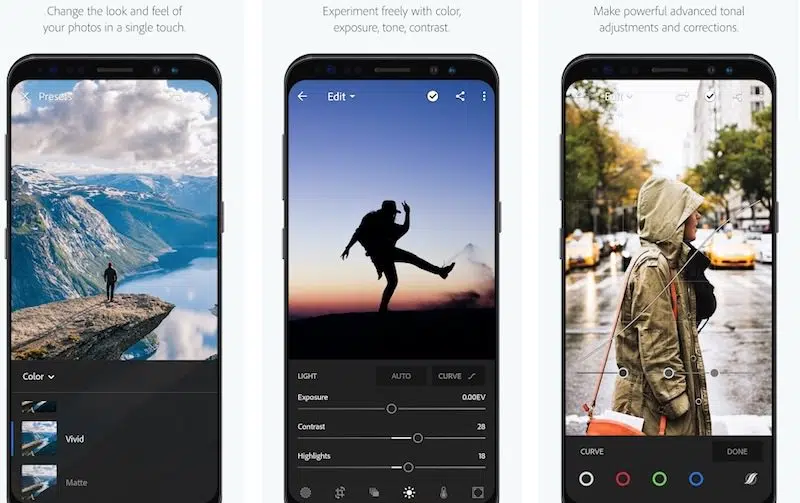 Change the look and feel of
your photos in a single touch.
Presets
Color
Vivid
Matte
Experiment freely with color,
exposure, tone, contrast.
Edit
LIGHT
AUTO
CURVE
Exposure
0.00EV
Contrast
28
Highlights
18
Make powerful advanced tonal
adjustments and corrections.
Edit
CURVE
DONE